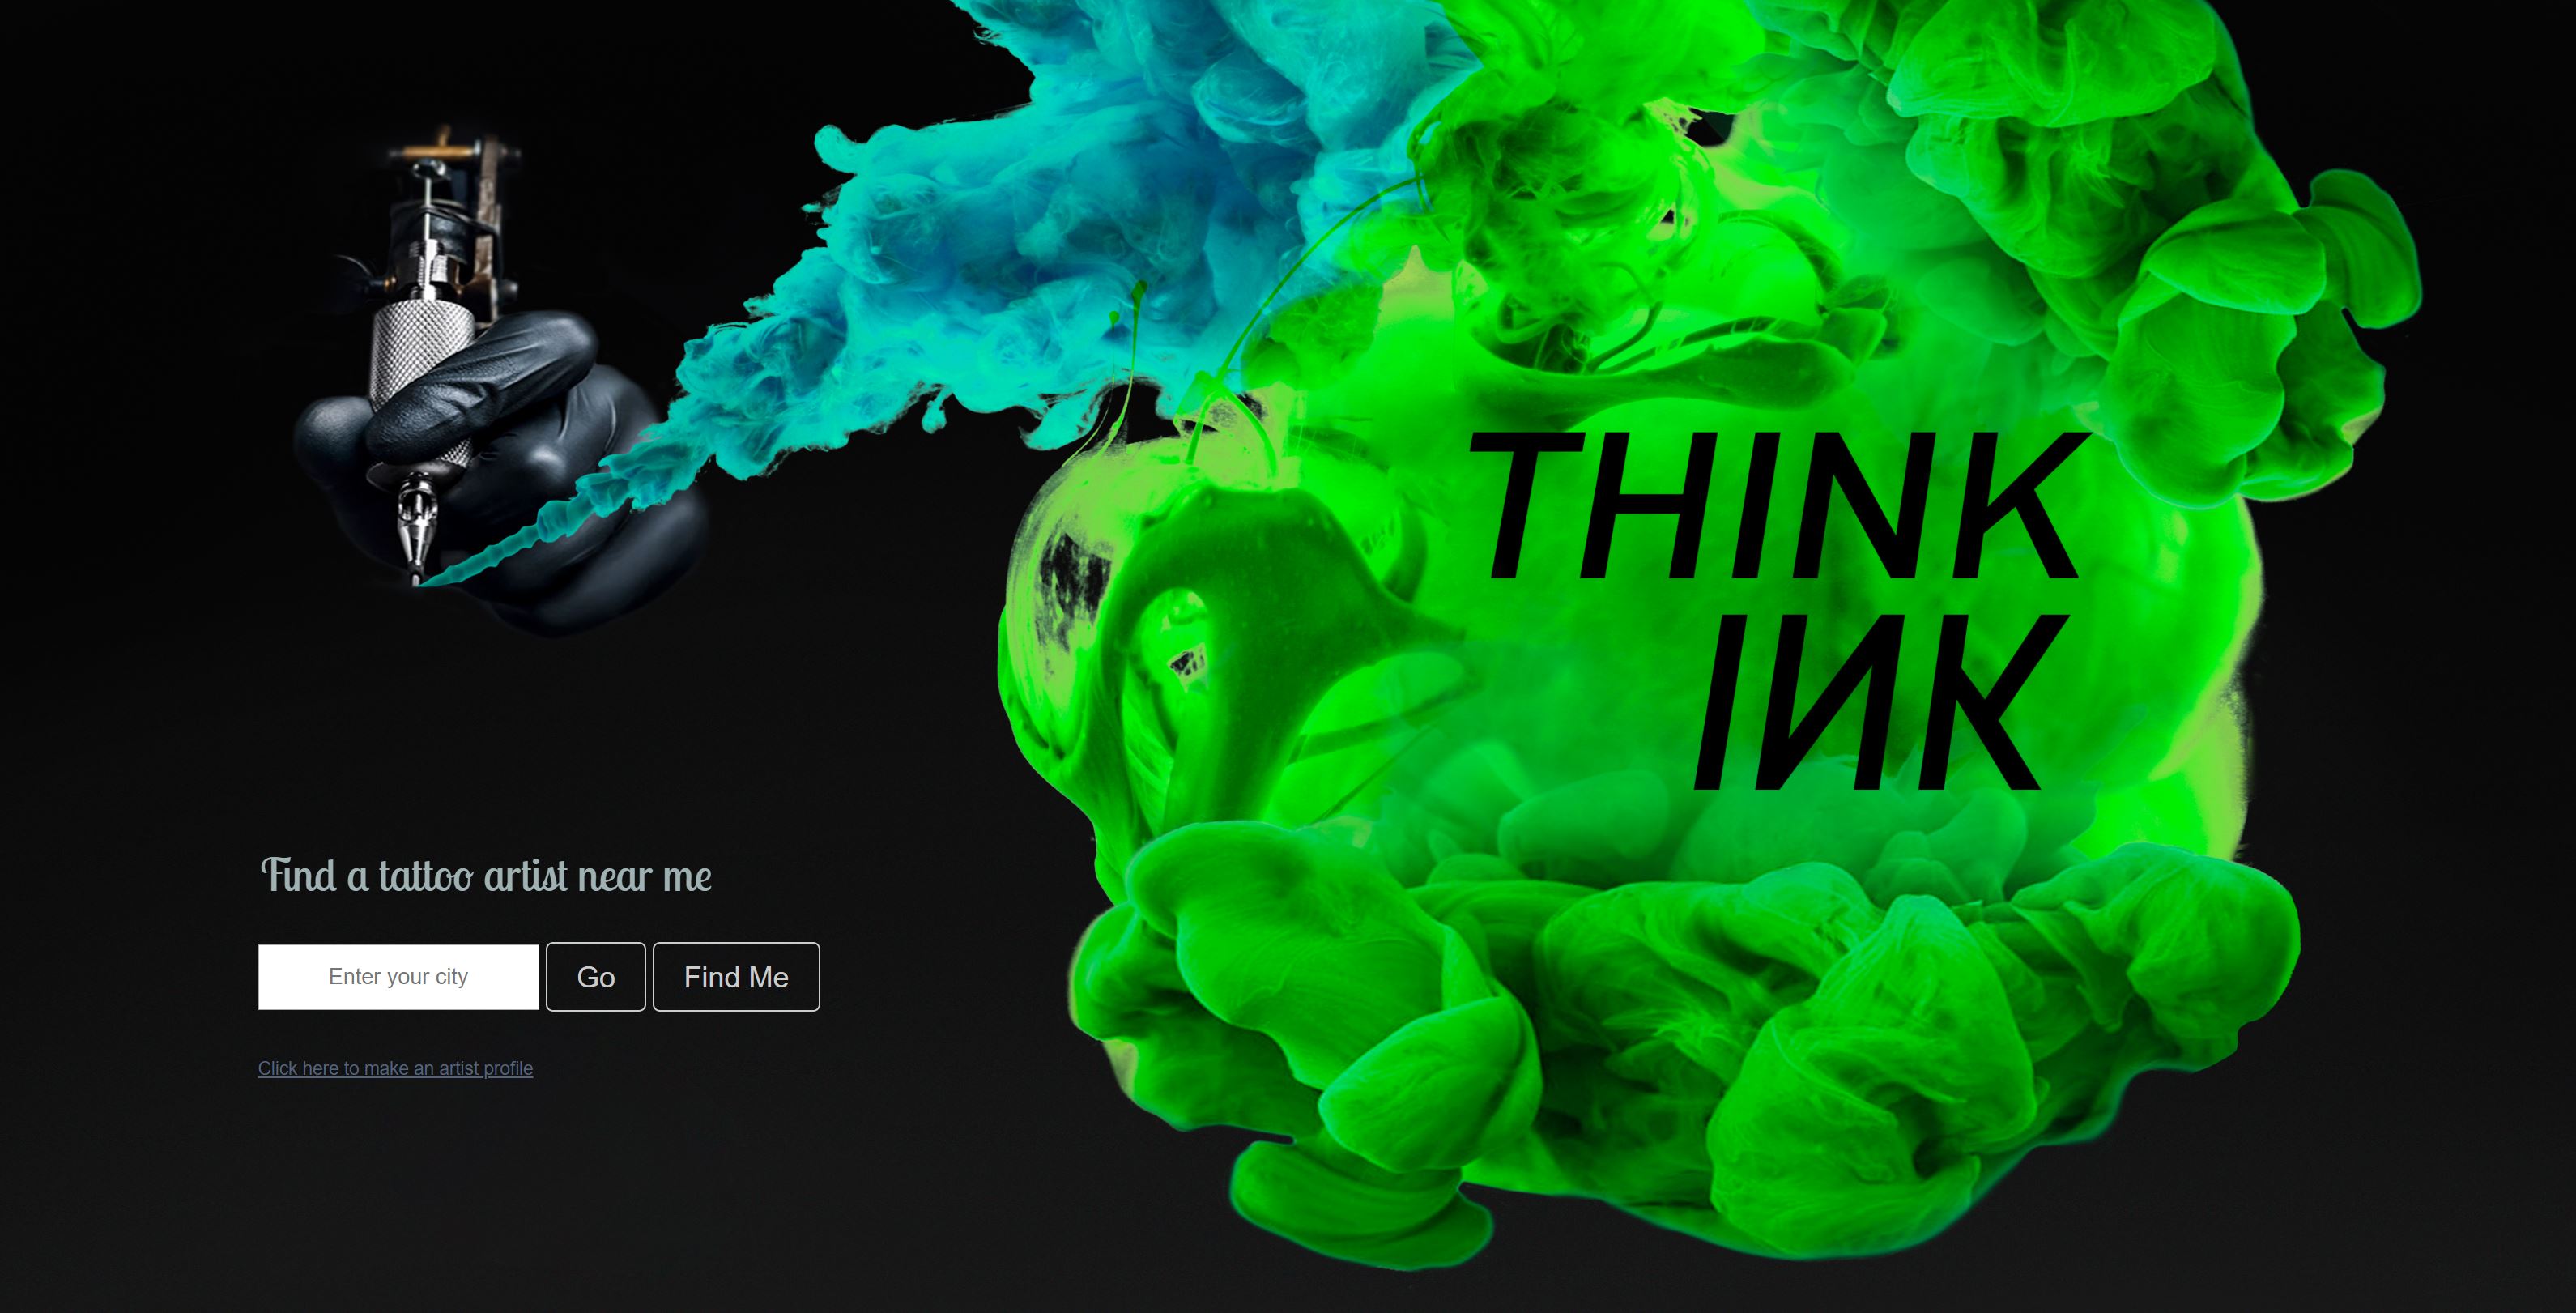 THINK
INK
Find a tattoo artist near me
Enter your city
Go
Find Me
Click here to make an artist profile